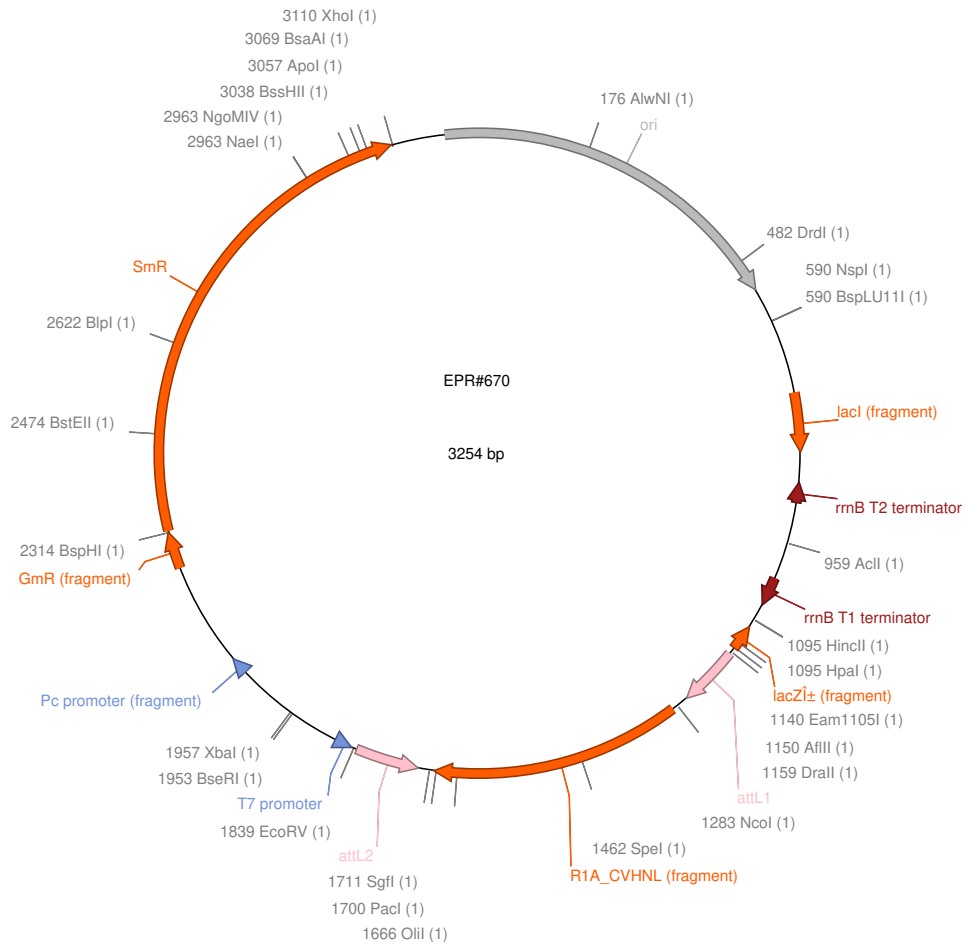 3110 XhoI (1)
3069 BsaAI (1)
3057 ApoI (1)
3038 BssHII (1)
2963 NgoMIV (1)
2963 NaeI (1)
176 AlwNI (1)
ori
482 DrdI (1)
590 NspI (1)
590 BspLU11I (1)
SmR
2622 BlpI (1)
EPR#670
lacI (fragment)
2474 BstEII (1)
3254 bp
rrnB T2 terminator
2314 BspHI (1)
959 AclI (1)
GmR (fragment)
rrnB T1 terminator
1095 HincII (1)
1095 HpaI (1)
Pc promoter (fragment)
lacZÎ± (fragment)
1140 Eam1105I (1)
1957 XbaI (1)
1150 AflII (1)
1953 BseRI (1)
1159 DraII (1)
T7 promoter
attL1
1283 NcoI (1)
1839 EcoRV (1)
attL2
1462 SpeI (1)
1711 SgfI (1)
R1A_CVHNL (fragment)
1700 PacI (1)
1666 OliI (1)